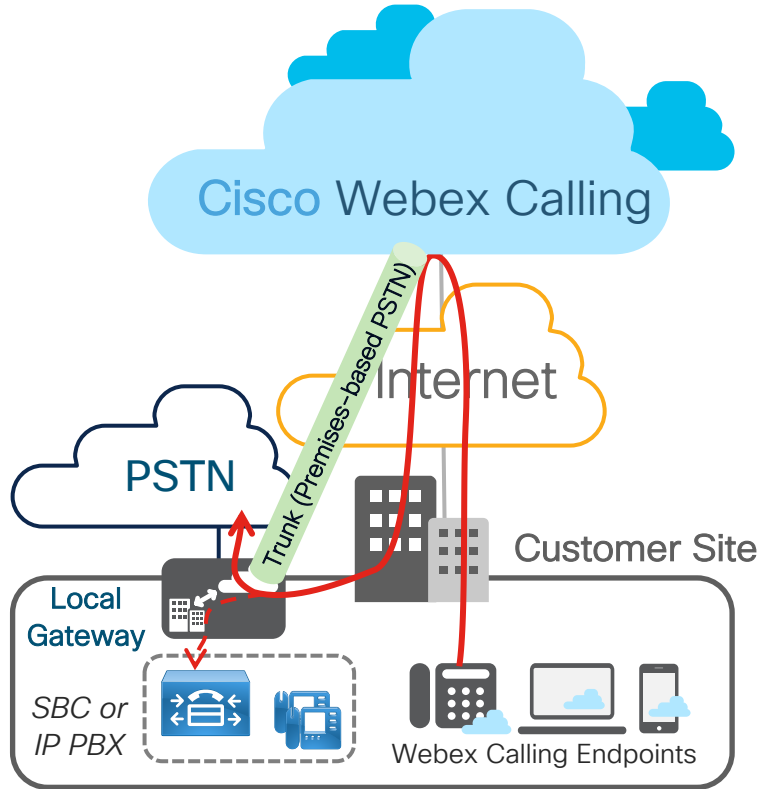 Cisco Webex Calling
Trunk (Premises-based PSTN)
Internet
PSTN
Customer Site
Local
Gateway
SBC or
IP PBX
Webex Calling Endpoints